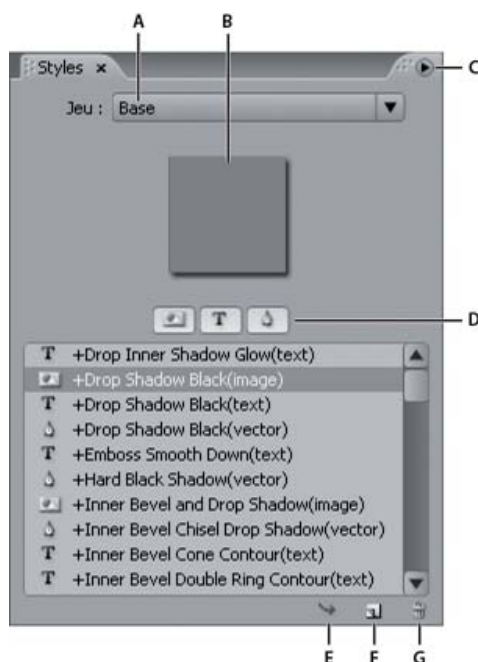 A B
Styles × C
Jeu : Base
T D
T +Drop Inner Shadow Glow(text)
+Drop Shadow Black(image)
T +Drop Shadow Black(text)
+Drop Shadow Black(vector)
T +Emboss Smooth Down(text)
+Hard Black Shadow(vector)
+Inner Bevel and Drop Shadow(image)
+Inner Bevel Chisel Drop Shadow(vector)
T +Inner Bevel Cone Contour(text)
T +Inner Bevel Double Ring Contour(text)
E F G